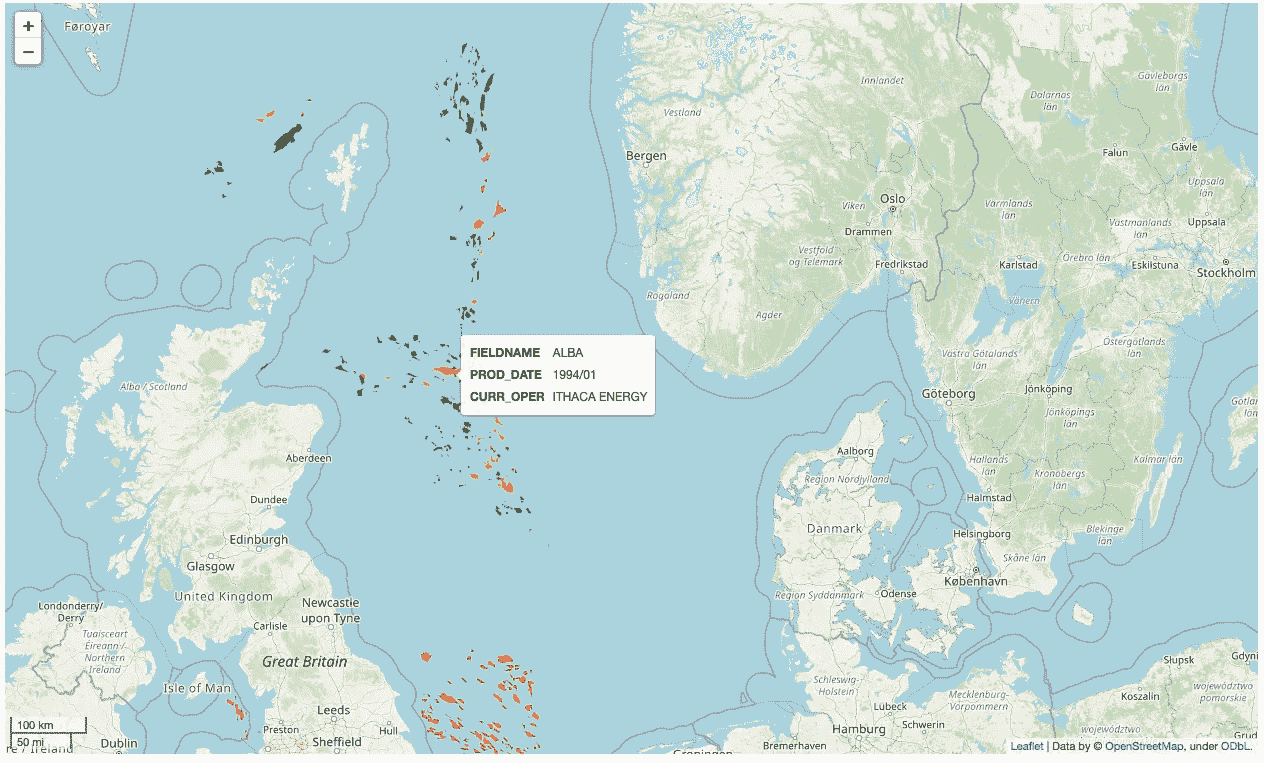 +
−
Føroyar
Innlandet
Gävleborgs
län
Dalarnas
län
Vestland
Bergen
Falun
Gävle
Uppsala
län
Oslo
Viken
Värmlands
län
Västmanlands
län
Uppsala
Drammen
Vestfold
og Telemark
Fredrikstad
Karlstad
Örebro län
Eskilstuna
Stockholm
Rogaland
Vänern
Agder
Östergötlands
län
Västra Götalands
län
FIELDNAME ALBA
PROD_DATE 1994/01
CURR_OPER ITHACA ENERGY
Alba / Scotland
Göteborg
Jönköping
Jönköpings
län
Gotlan
län
Aberdeen
Aalborg
Region Nordjylland
Hallands
län
Kronobergs
län
Kalmar län
Dundee
Halmstad
Edinburgh
Danmark
Helsingborg
Blekinge
län
Glasgow
Skåne län
København
United Kingdom
Region Syddanmark
Odense
Londonderry/
Derry
Newcastle
upon Tyne
Carlisle
Tuaisceart
Éireann /
Northern
Ireland
Great Britain
Isle of Man
Słupsk
Gdyni
Schleswig-
Holstein
Mecklenburg-
Vorpommern
Koszalin
województwo
pomorskie
Leeds
Preston
Hull
Lübeck
Schwerin
100 km
50 mi
re / Ireland
Dublin
Sheffield
Hamburg
województwo
Bremerhaven
Groningen
Leaflet | Data by © OpenStreetMap, under ODbL.